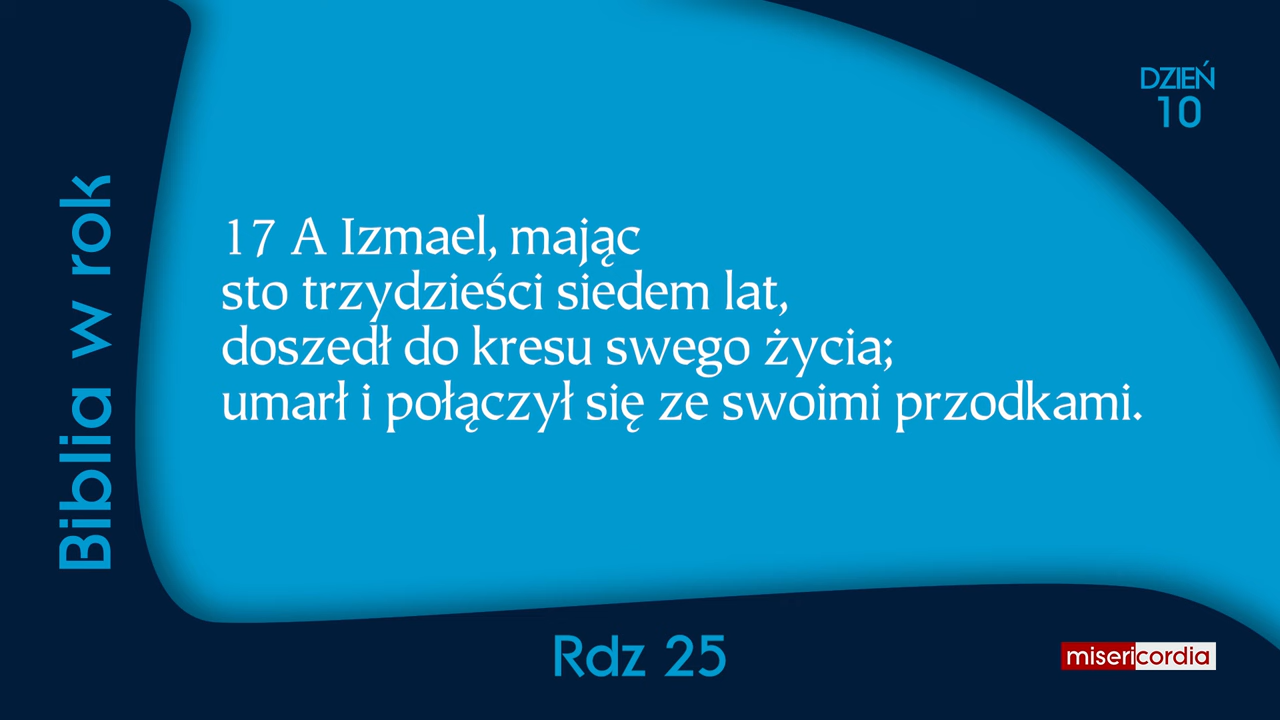 DZIEŃ
10
Biblia w rok
17 A Izmael, mając
sto trzydzieści siedem lat,
doszedł do kresu swego życia;
umarł i połączył się ze swoimi przodkami.
Rdz 25
misericordia